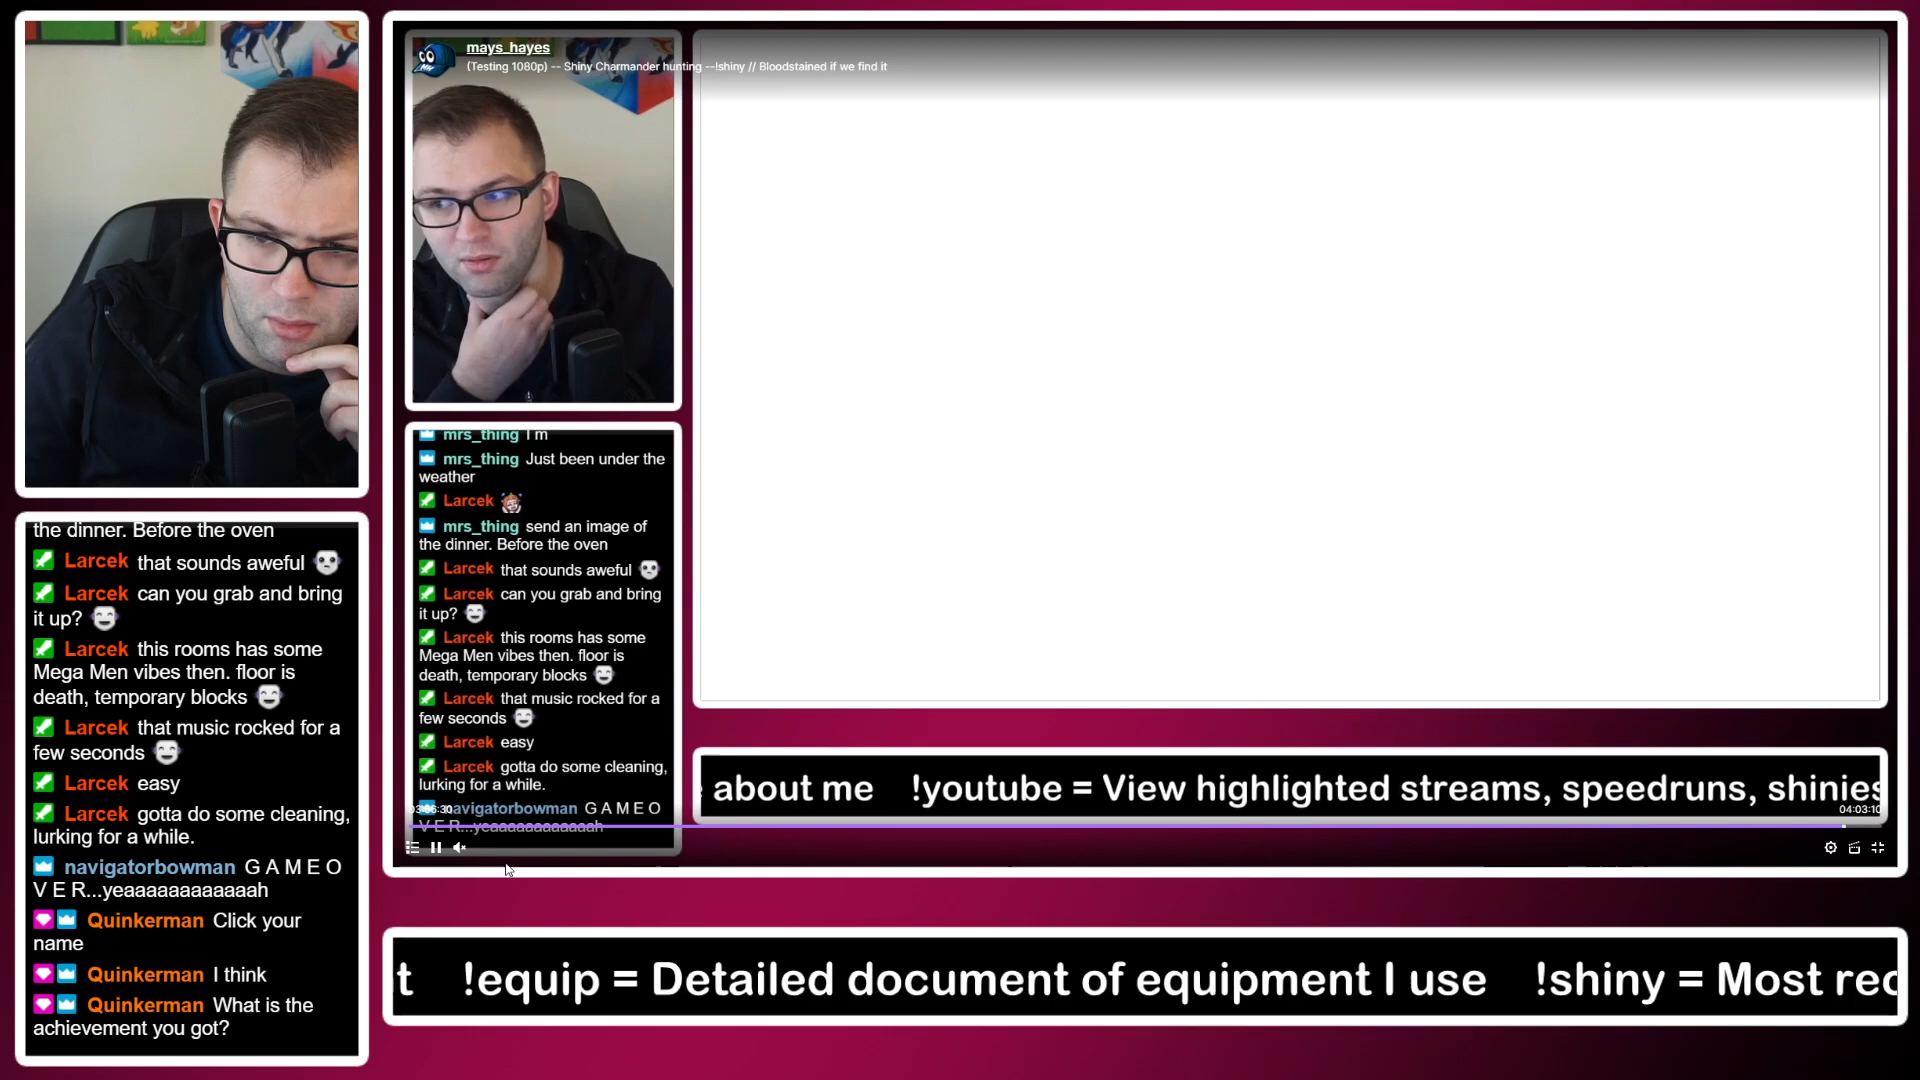 the dinner. Before the oven
Larcek that sounds aweful
Larcek can you grab and bring
it up?
Larcek this rooms has some
Mega Men vibes then. floor is
death, temporary blocks
Larcek that music rocked for a
few seconds
Larcek easy
Larcek gotta do some cleaning,
lurking for a while.
navigatorbowman G A M E O
V E R...yeaaaaaaaaaaaah
Quinkerman Click your
name
Quinkerman I think
Quinkerman What is the
achievement you got?
mays_hayes
(Testing 1080p) -- Shiny Charmander hunting --!shiny // Bloodstained if we find it
mrs_thing I'm
mrs_thing Just been under the
weather
Larcek
mrs_thing send an image of
the dinner. Before the oven
Larcek that sounds aweful
Larcek can you grab and bring
it up?
Larcek this rooms has some
Mega Men vibes then. floor is
death, temporary blocks
Larcek that music rocked for a
few seconds
Larcek easy
Larcek gotta do some cleaning,
lurking for a while.
navigatorbowman G A M E O
V E R...yeaaaaaaaaaaaah
about me !youtube = View highlighted streams, speedruns, shinies
04:03:10
t !equip = Detailed document of equipment I use !shiny = Most rec